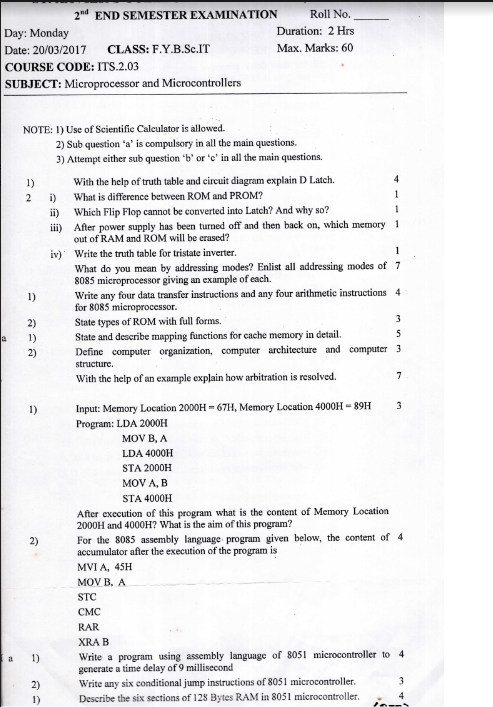 2nd END SEMESTER EXAMINATION Roll No. ______
Day: Monday Duration: 2 Hrs
Date: 20/03/2017 CLASS: F.Y.B.Sc.IT Max. Marks: 60
COURSE CODE: ITS.2.03
SUBJECT: Microprocessor and Microcontrollers
NOTE: 1) Use of Scientific Calculator is allowed.
2) Sub question ‘a’ is compulsory in all the main questions.
3) Attempt either sub question ‘b’ or ‘c’ in all the main questions.
1) With the help of truth table and circuit diagram explain D Latch. 4
2 i) What is difference between ROM and PROM? 1
ii) Which Flip Flop cannot be converted into Latch? And why so? 1
iii) After power supply has been turned off and then back on, which memory 1
out of RAM and ROM will be erased?
iv) Write the truth table for tristate inverter. 1
What do you mean by addressing modes? Enlist all addressing modes of 7
8085 microprocessor giving an example of each.
1) Write any four data transfer instructions and any four arithmetic instructions 4
for 8085 microprocessor.
2) State types of ROM with full forms. 3
a 1) State and describe mapping functions for cache memory in detail. 5
2) Define computer organization, computer architecture and computer 3
structure.
With the help of an example explain how arbitration is resolved. 7
1) Input: Memory Location 2000H = 67H, Memory Location 4000H = 89H 3
Program: LDA 2000H
MOV B, A
LDA 4000H
STA 2000H
MOV A, B
STA 4000H
After execution of this program what is the content of Memory Location
2000H and 4000H? What is the aim of this program?
2) For the 8085 assembly language program given below, the content of 4
accumulator after the execution of the program is
MVI A, 45H
MOV B, A
STC
CMC
RAR
XRA B
a 1) Write a program using assembly language of 8051 microcontroller to 4
generate a time delay of 9 millisecond
2) Write any six conditional jump instructions of 8051 microcontroller. 3
1) Describe the six sections of 128 Bytes RAM in 8051 microcontroller. 4